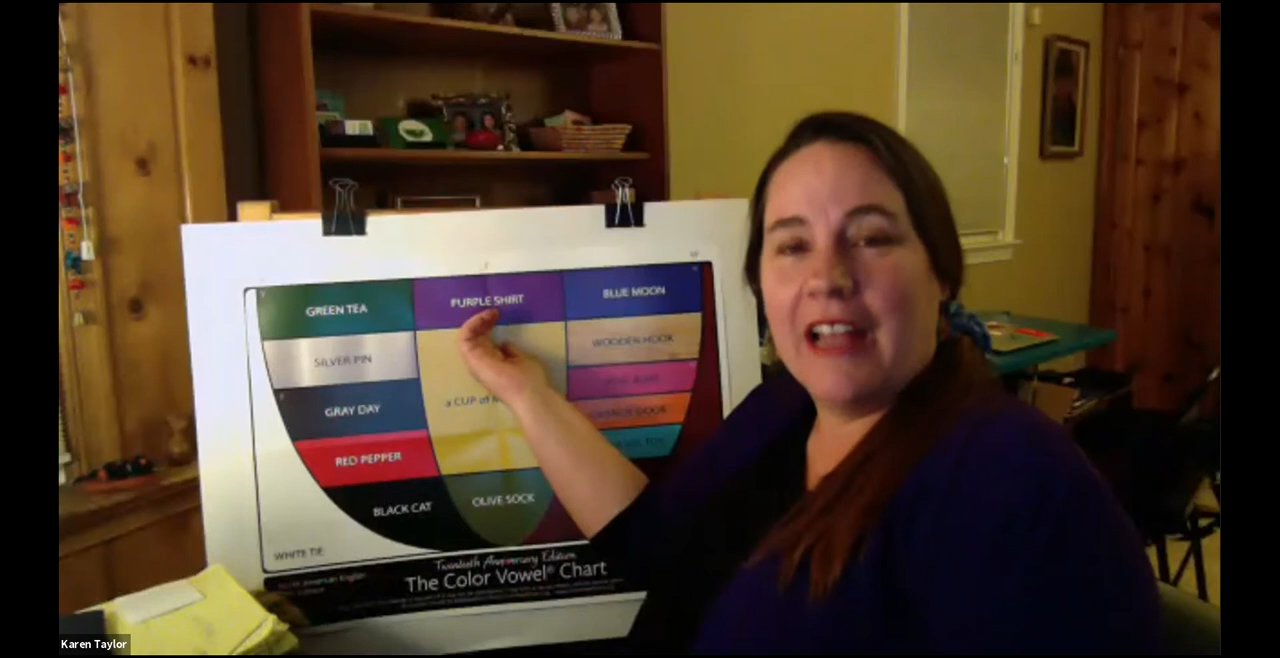 GREEN TEA
PURPLE SHIRT
BLUE MOON
SILVER PIN
WOODEN HOOK
GRAY DAY
a CUP of
RED PEPPER
BLACK CAT
OLIVE SOCK
WHITE TIE
Twentieth Anniversary Edition
The Color Vowel® Chart
Karen Taylor